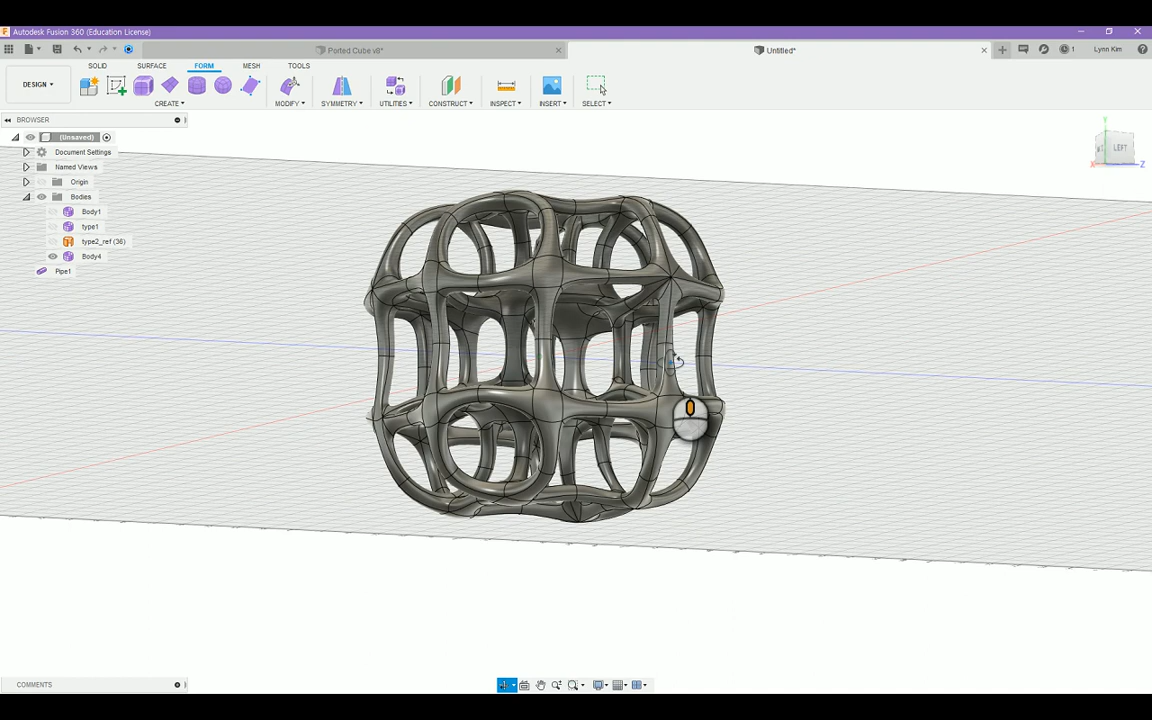 Autodesk Fusion 360 (Education License)
Ported Cube v8*
Untitled*
1
Lynn Kim
DESIGN
SOLID
SURFACE
FORM
MESH
TOOLS
CREATE
MODIFY
SYMMETRY
UTILITIES
CONSTRUCT
INSPECT
INSERT
SELECT
BROWSER
(Unsaved)
Document Settings
Named Views
Origin
Bodies
Body1
type1
type2_ref (36)
Body4
Pipe1
Y
LEFT
X
Z
COMMENTS